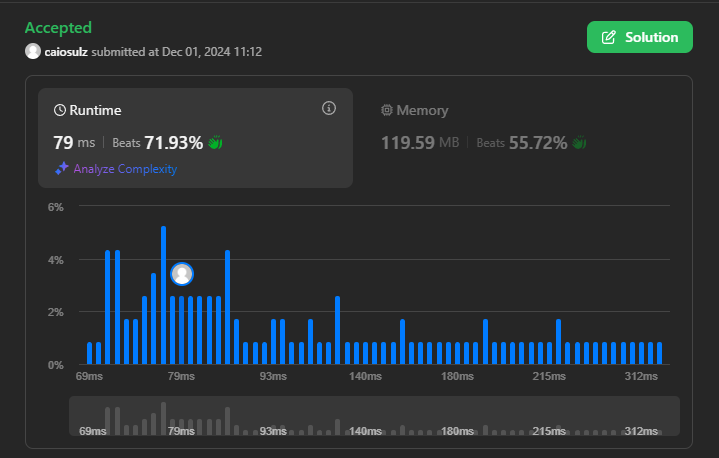 Accepted
caiosulz submitted at Dec 01, 2024 11:12
Solution
Runtime
79 ms | Beats 71.93%
Analyze Complexity
Memory
119.59 MB | Beats 55.72%
6%
4%
2%
0%
69ms 79ms 93ms 140ms 180ms 215ms 312ms
69ms 79ms 93ms 140ms 180ms 215ms 312ms